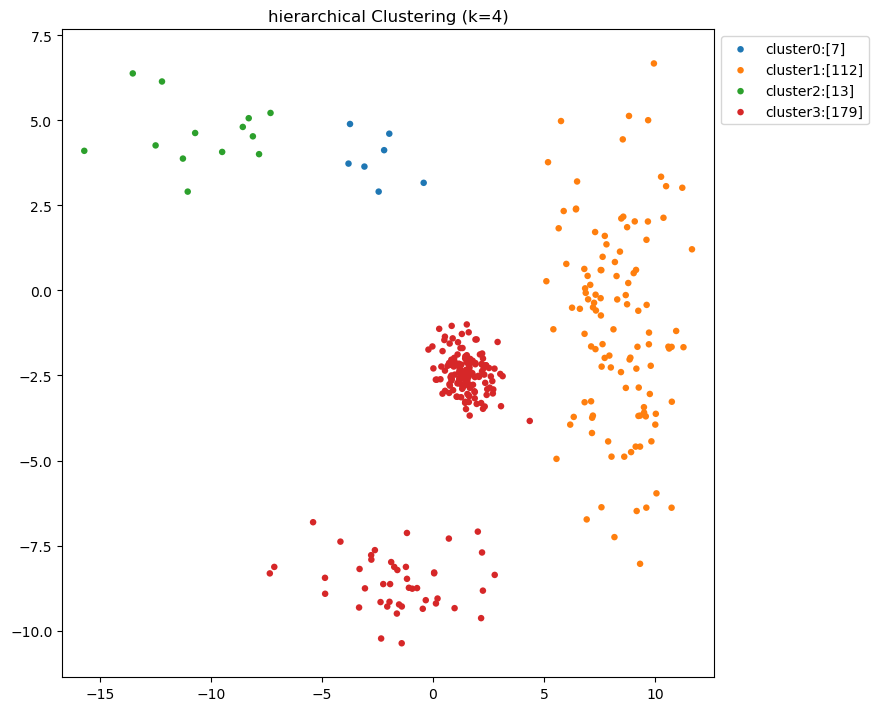 hierarchical Clustering (k=4)
cluster0:[7]
cluster1:[112]
cluster2:[13]
cluster3:[179]
7.5
5.0
2.5
0.0
−2.5
−5.0
−7.5
−10.0
−15
−10
−5
0
5
10